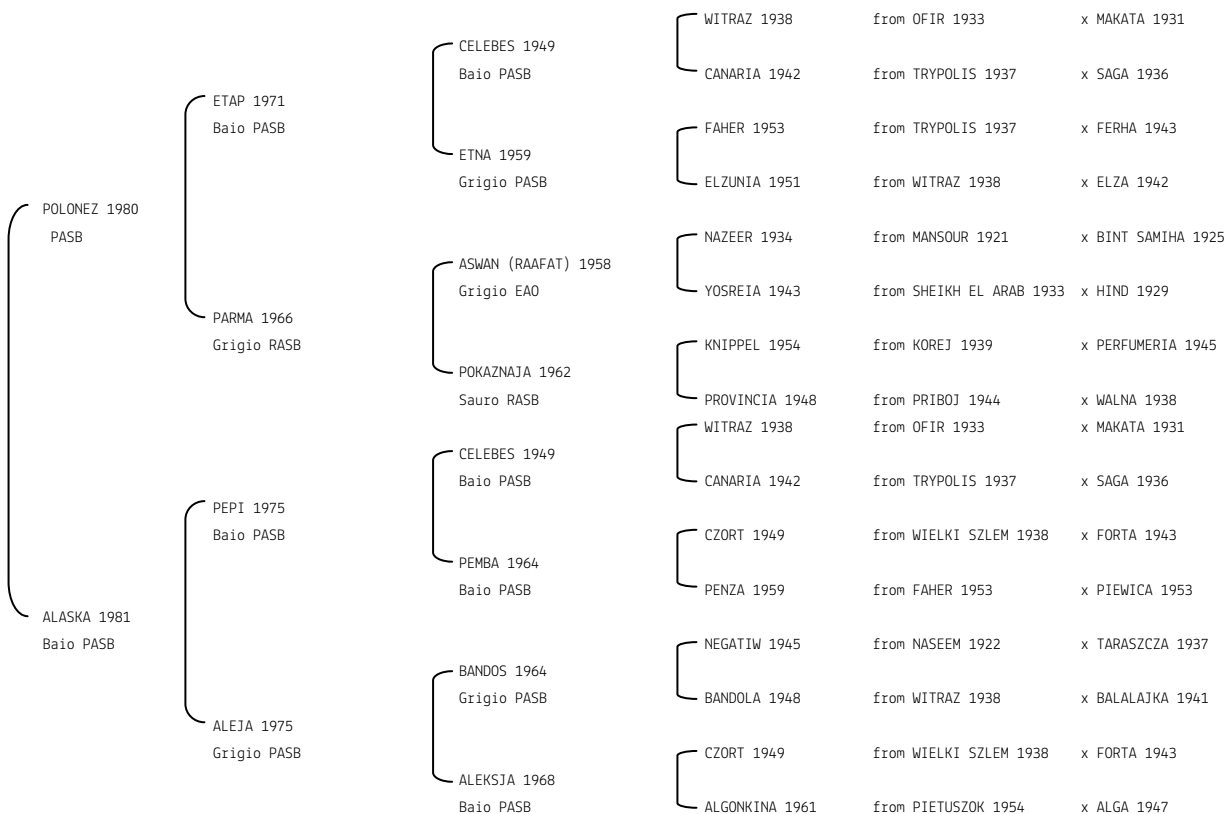 WITRAZ 1938 from OFIR 1933 x MAKATA 1931
CELEBES 1949
Baio PASB
CANARIA 1942 from TRYPOLIS 1937 x SAGA 1936
ETAP 1971
Baio PASB
FAHER 1953 from TRYPOLIS 1937 x FERHA 1943
ETNA 1959
Grigio PASB
ELZUNIA 1951 from WITRAZ 1938 x ELZA 1942
POLONEZ 1980
PASB
NAZEER 1934 from MANSOUR 1921 x BINT SAMIHA 1925
ASWAN (RAAFAT) 1958
Grigio EAO
YOSREIA 1943 from SHEIKH EL ARAB 1933 x HIND 1929
PARMA 1966
Grigio RASB
KNIPPEL 1954 from KOREJ 1939 x PERFUMERIA 1945
POKAZNAJA 1962
Sauro RASB
PROVINCIA 1948 from PRIBOJ 1944 x WALNA 1938
WITRAZ 1938 from OFIR 1933 x MAKATA 1931
CELEBES 1949
Baio PASB
CANARIA 1942 from TRYPOLIS 1937 x SAGA 1936
PEPI 1975
Baio PASB
CZORT 1949 from WIELKI SZLEM 1938 x FORTA 1943
PEMBA 1964
Baio PASB
PENZA 1959 from FAHER 1953 x PIEWICA 1953
ALASKA 1981
Baio PASB
NEGATIW 1945 from NASEEM 1922 x TARASZCZA 1937
BANDOS 1964
Grigio PASB
BANDOLA 1948 from WITRAZ 1938 x BALALAJKA 1941
ALEJA 1975
Grigio PASB
CZORT 1949 from WIELKI SZLEM 1938 x FORTA 1943
ALEKSJA 1968
Baio PASB
ALGONKINA 1961 from PIETUSZOK 1954 x ALGA 1947